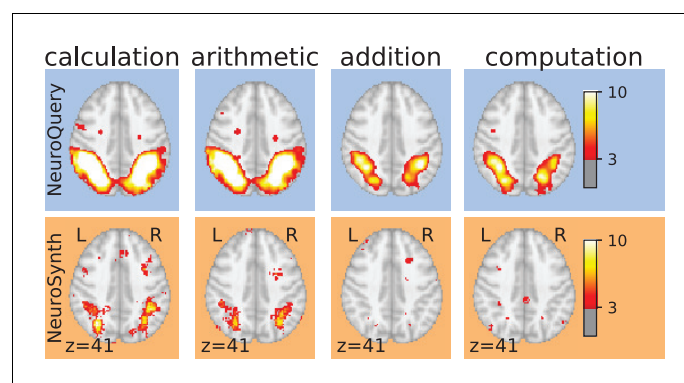 calculation arithmetic addition computation
NeuroQuery
10
3
NeuroSynth
L R L R L R L R
10
3
z=41 z=41 z=41 z=41